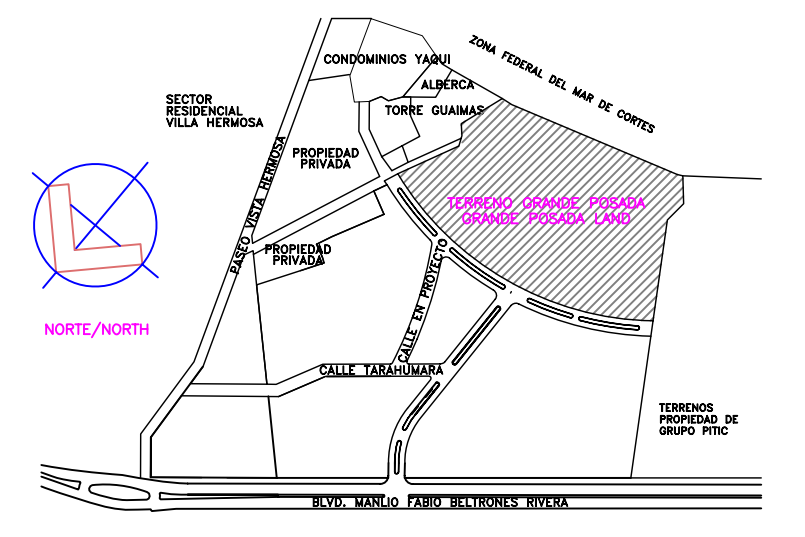 ZONA FEDERAL DEL MAR DE CORTES
CONDOMINIOS YAQUI
ALBERCA
SECTOR
RESIDENCIAL
VILLA HERMOSA
TORRE GUAIMAS
PROPIEDAD
PRIVADA
PASEO VISTA HERMOSA
TERRENO GRANDE POSADA
GRANDE POSADA LAND
PROPIEDAD
PRIVADA
CALLE EN PROYECTO
NORTE/NORTH
CALLE TARAHUMARA
TERRENOS
PROPIEDAD DE
GRUPO PITIC
BLVD. MANLIO FABIO BELTRONES RIVERA